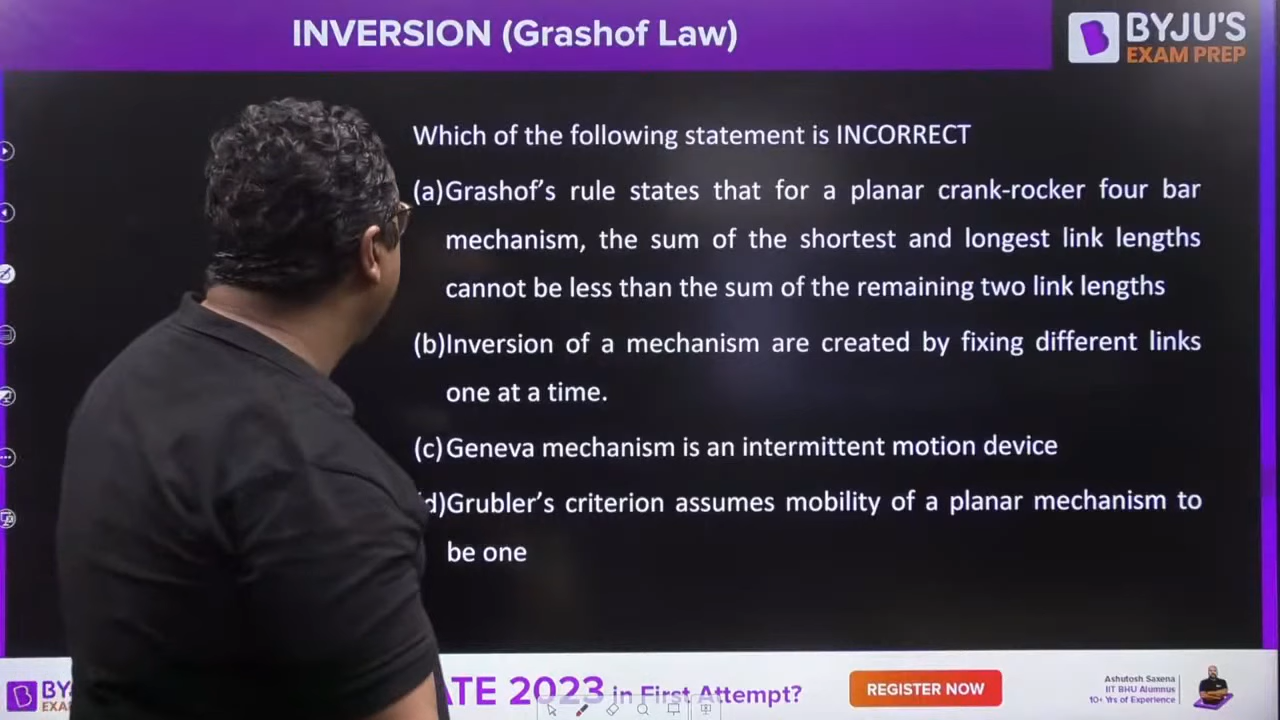 INVERSION (Grashof Law)
BYJU'S
EXAM PREP
Which of the following statement is INCORRECT
(a)Grashof's rule states that for a planar crank-rocker four bar
mechanism, the sum of the shortest and longest link lengths
cannot be less than the sum of the remaining two link lengths
(b)Inversion of a mechanism are created by fixing different links
one at a time.
(c)Geneva mechanism is an intermittent motion device
d)Grubler's criterion assumes mobility of a planar mechanism to
be one
BY
EXA
ATE 2023 in First Attempt?
REGISTER NOW
Ashutosh Saxena
IIT BHU Alumnus
10+ Yrs of Experience